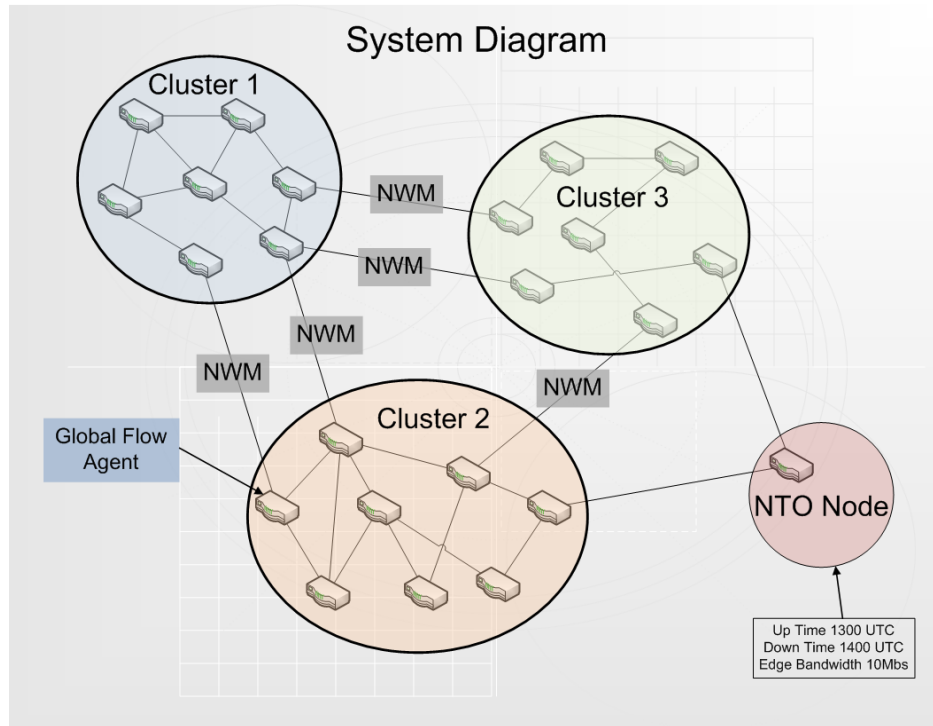 System Diagram
Cluster 1
Cluster 3
NWM
NWM
NWM
NWM
NWM
Cluster 2
Global Flow
Agent
NTO Node
Up Time 1300 UTC
Down Time 1400 UTC
Edge Bandwidth 10Mbs